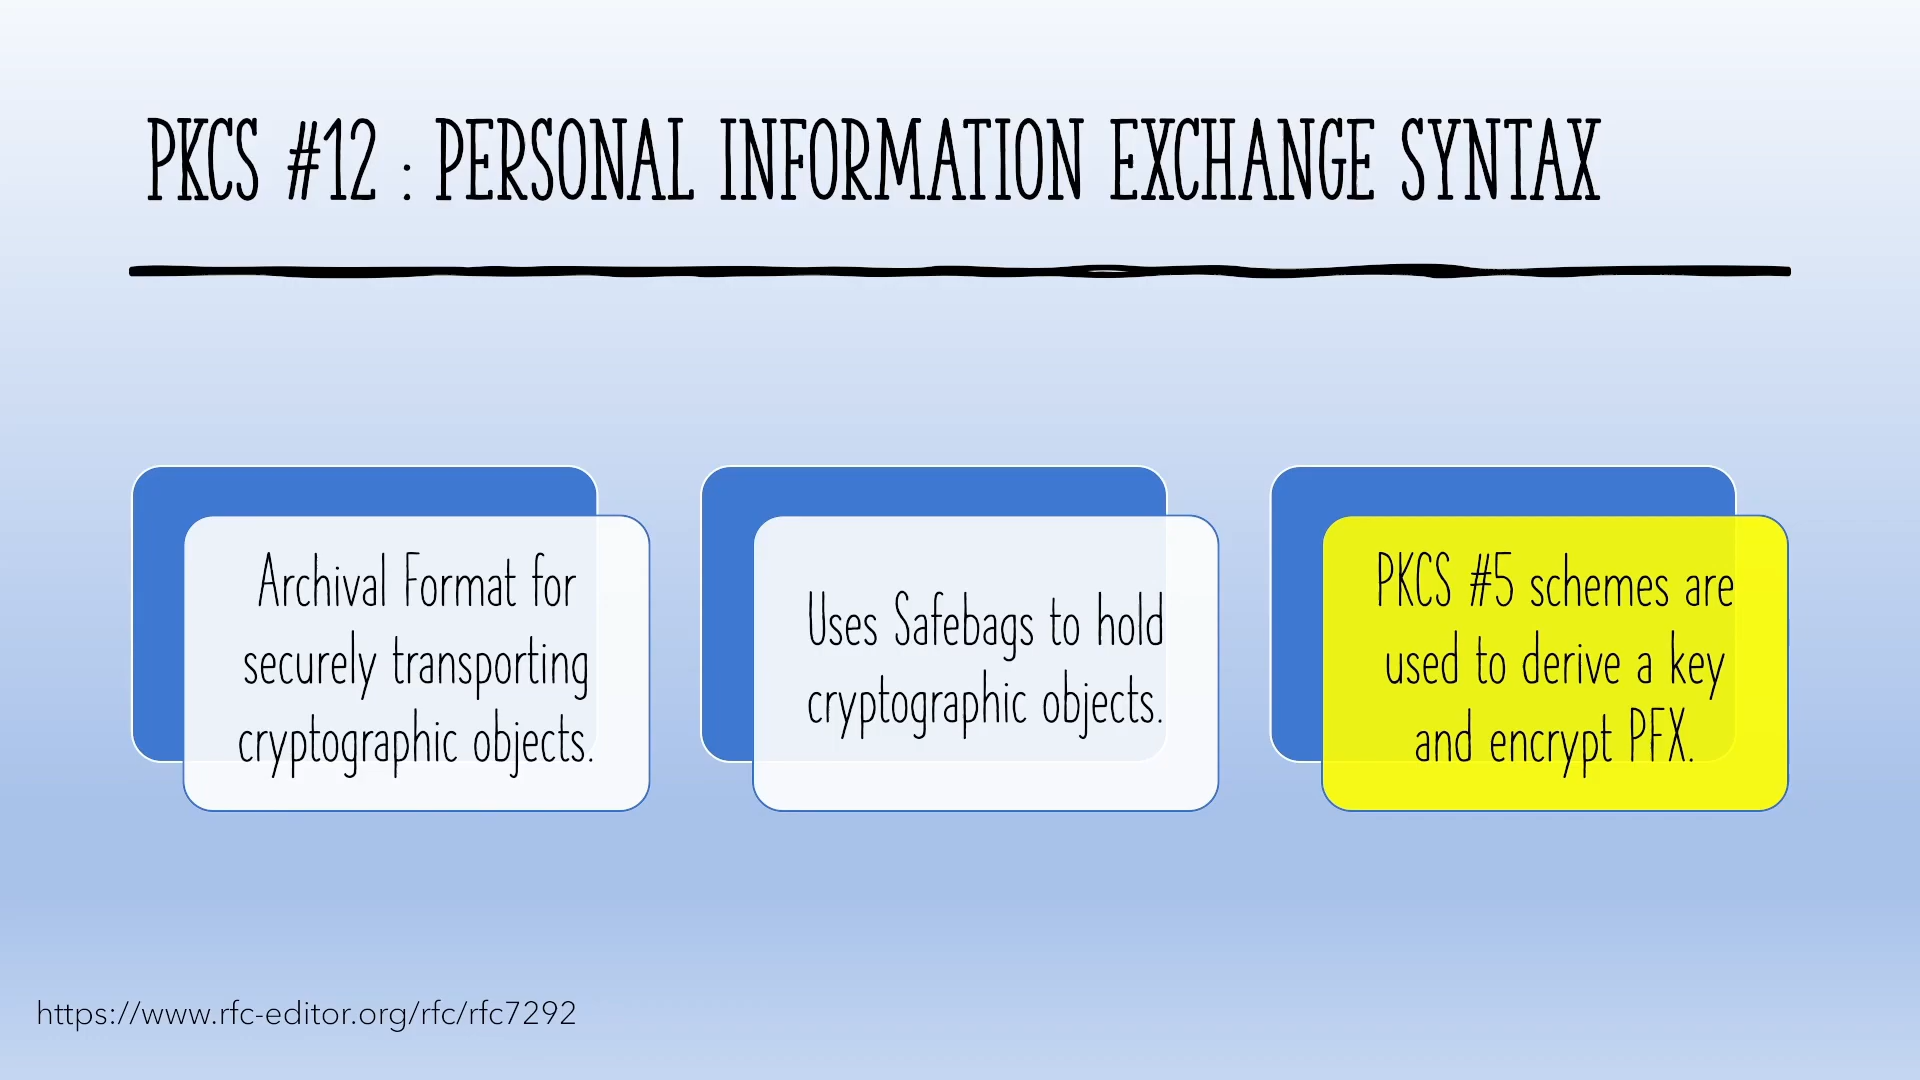 PKCS #12 : PERSONAL INFORMATION EXCHANGE SYNTAX
Archival Format for
securely transporting
cryptographic objects.
Uses Safebags to hold
cryptographic objects.
PKCS #5 schemes are
used to derive a key
and encrypt PFX.
https://www.rfc-editor.org/rfc/rfc7292